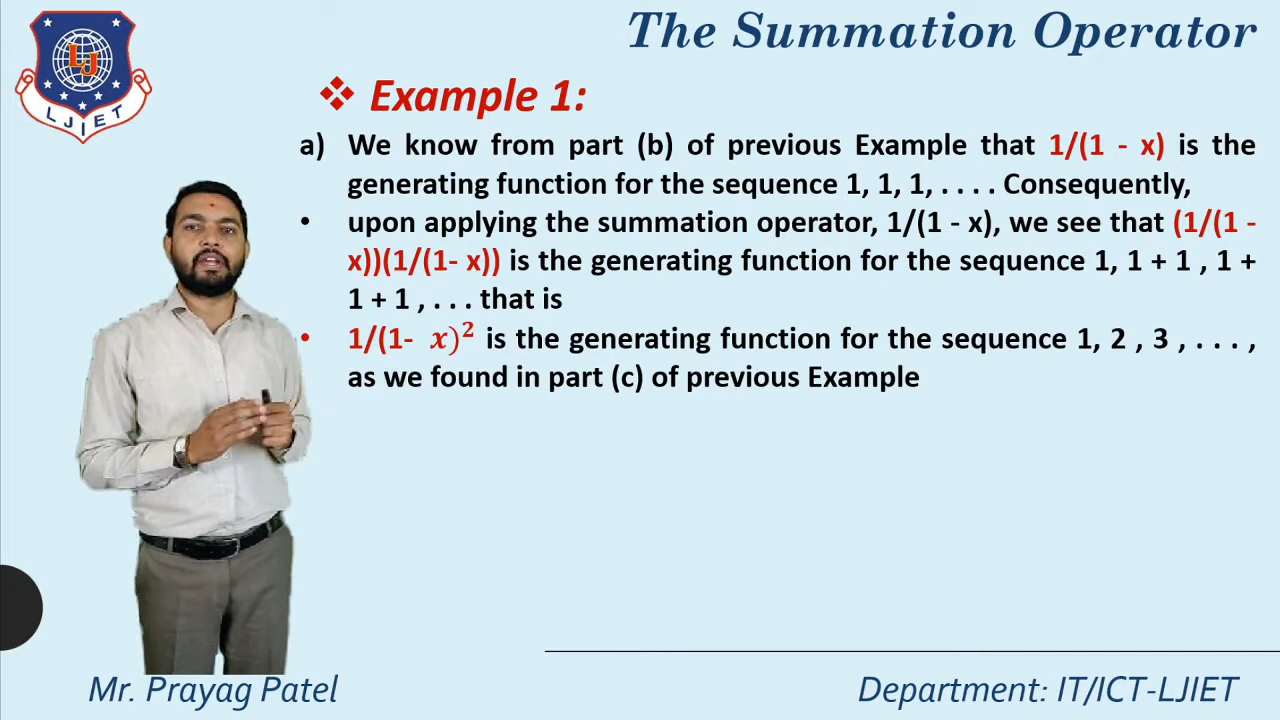 The Summation Operator
LJ
LJIET
❖ Example 1:
a) We know from part (b) of previous Example that 1/(1 - x) is the
generating function for the sequence 1, 1, 1, . . . . Consequently,
• upon applying the summation operator, 1/(1 - x), we see that (1/(1 -
x))(1/(1- x)) is the generating function for the sequence 1, 1 + 1 , 1 +
1 + 1 , . . . that is
• 1/(1- 𝒙)² is the generating function for the sequence 1, 2 , 3 , . . . ,
as we found in part (c) of previous Example
Mr. Prayag Patel
Department: IT/ICT-LJIET